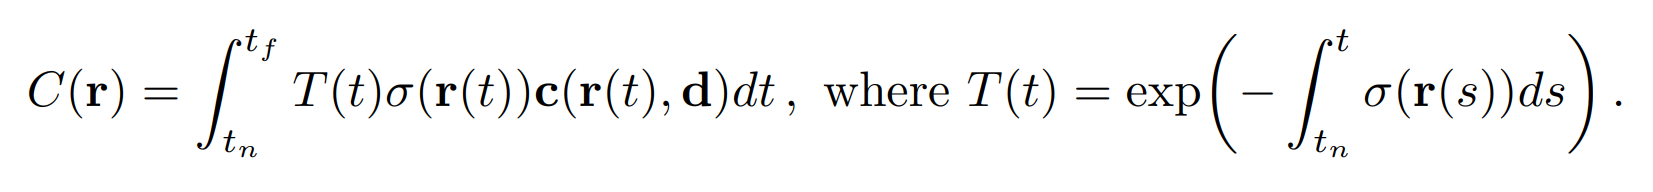 C(r) = ∫_{t_n}^{t_f} T(t)σ(r(t))c(r(t), d)dt , where T(t) = exp(−∫_{t_n}^{t} σ(r(s))ds) .